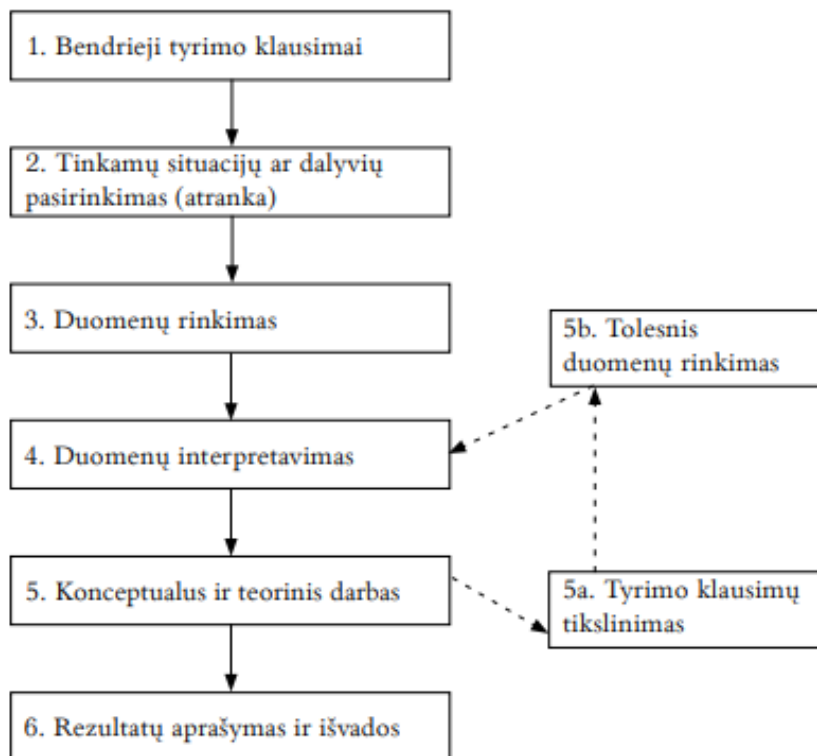 1. Bendrieji tyrimo klausimai
2. Tinkamų situacijų ar dalyvių
pasirinkimas (atranka)
3. Duomenų rinkimas
5b. Tolesnis
duomenų rinkimas
4. Duomenų interpretavimas
5. Konceptualus ir teorinis darbas
5a. Tyrimo klausimų
tikslinimas
6. Rezultatų aprašymas ir išvados